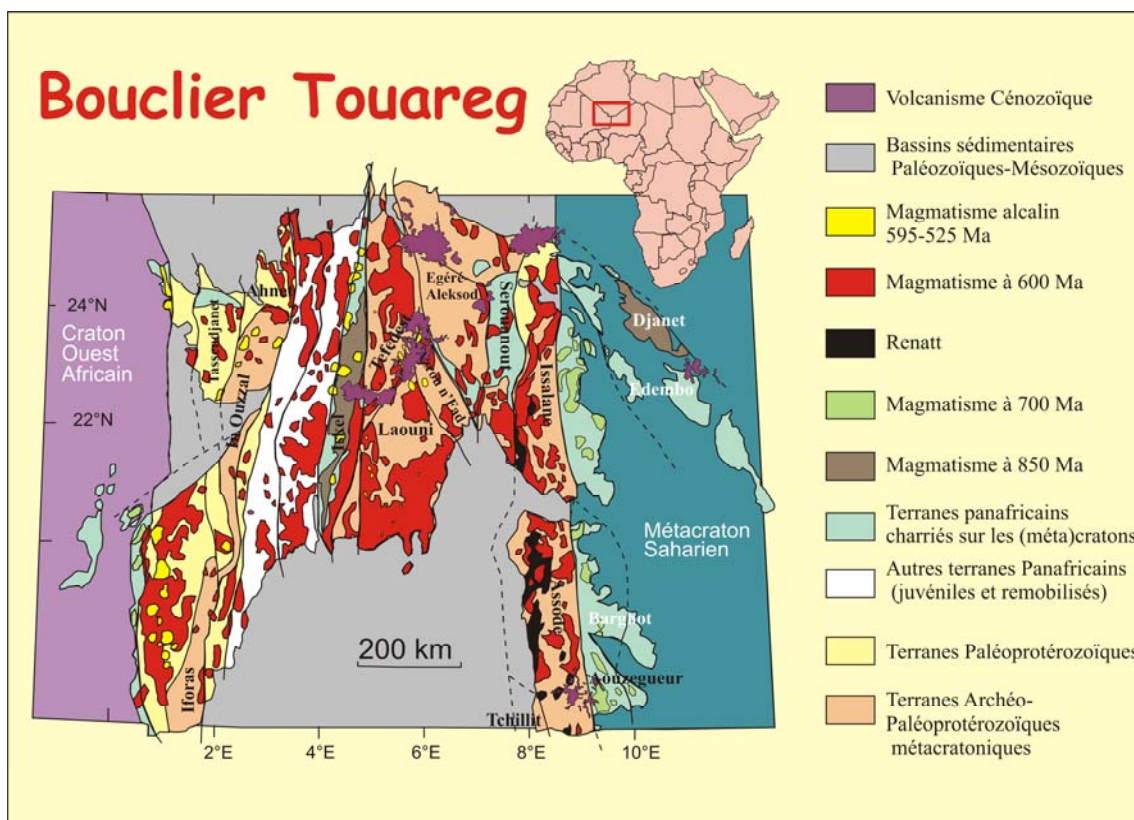 Bouclier Touareg
Volcanisme Cénozoïque
Bassins sédimentaires
Paléozoïques-Mésozoïques
Magmatisme alcalin
595-525 Ma
Magmatisme à 600 Ma
Renatt
Magmatisme à 700 Ma
Magmatisme à 850 Ma
Terranes panafricains
charriés sur les (méta)cratons
Autres terranes Panafricains
(juvéniles et remobilisés)
Terranes Paléoprotérozoïques
Terranes Archéo-
Paléoprotérozoïques
métacratoniques
24°N
22°N
Craton
Ouest
Africain
Ahnet
Tassendjanet
In Ouzzal
Iforas
Iskel
Tefedest
Laouni
Egéré-
Aleksod
Serouenout
Issalane
Assodé
Tchilit
Aouzegueur
Barghot
Djanet
Edembo
Métacraton
Saharien
200 km
2°E
4°E
6°E
8°E
10°E